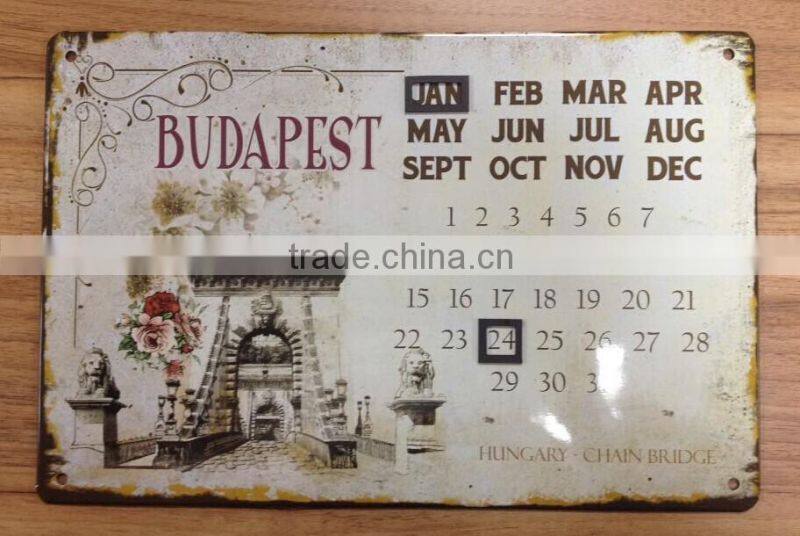 BUDAPEST
JAN FEB MAR APR
MAY JUN JUL AUG
SEPT OCT NOV DEC
1 2 3 4 5 6 7
trade.china.cn
15 16 17 18 19 20 21
22 23 24 25 26 27 28
29 30
HUNGARY - CHAIN BRIDGE